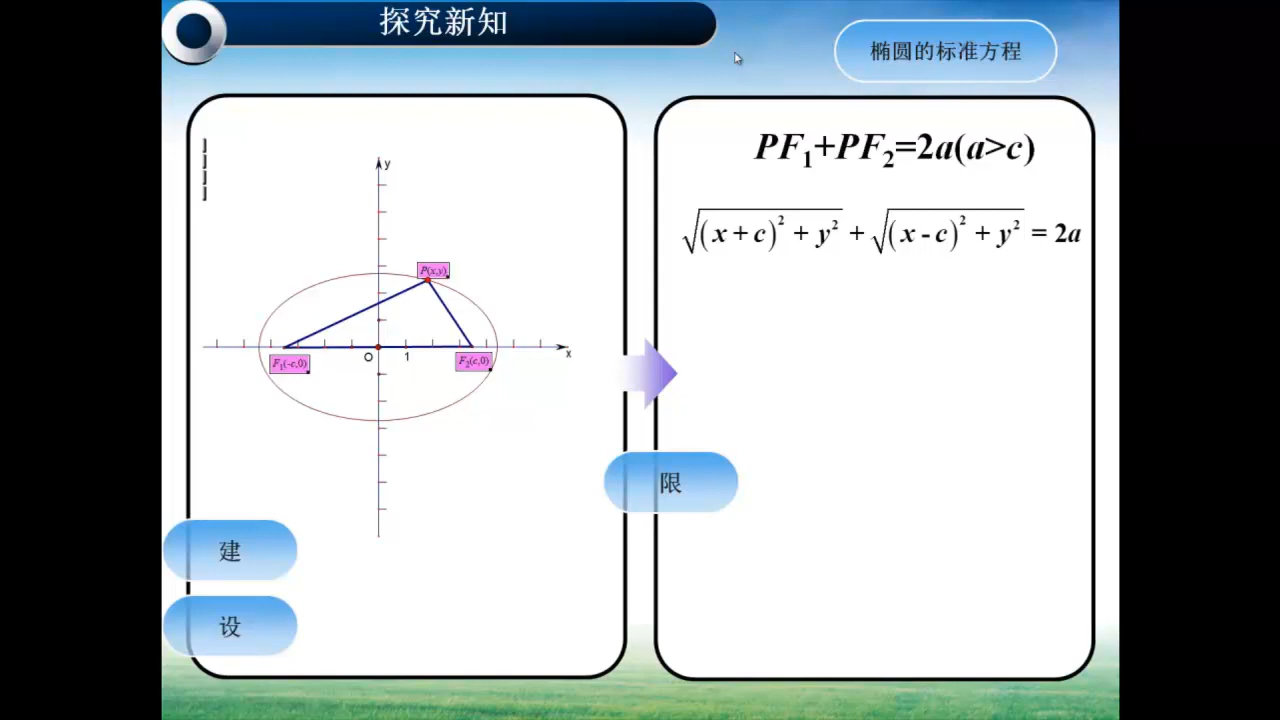 探究新知
椭圆的标准方程
]
]
]
]
y
P(x,y)
O
1
x
F₁(-c,0)
F₂(c,0)
PF₁+PF₂=2a(a>c)
√((x+c)²+y²)+√((x-c)²+y²)=2a
限
建
设